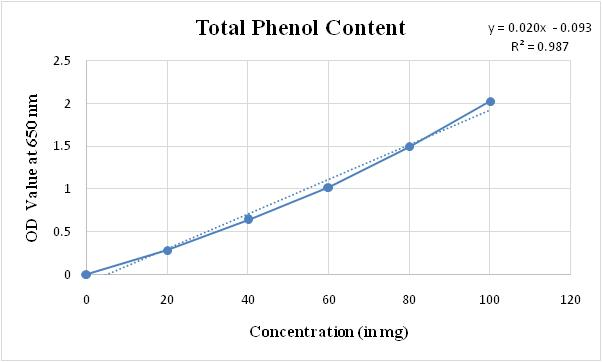 Total Phenol Content
y = 0.020x - 0.093
R² = 0.987
2.5
2
1.5
1
0.5
0
OD Value at 650 nm
0 20 40 60 80 100 120
Concentration (in mg)